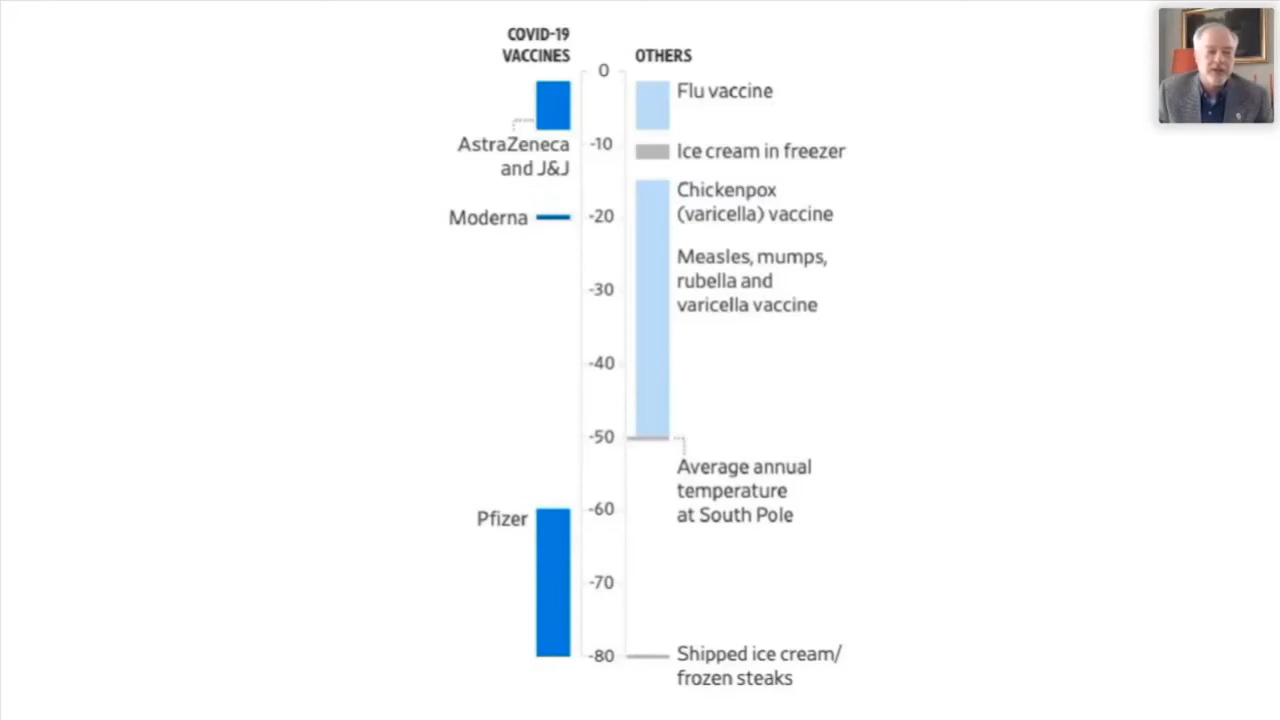 COVID-19
VACCINES
OTHERS
0
Flu vaccine
AstraZeneca
and J&J
-10
Ice cream in freezer
Chickenpox
(varicella) vaccine
Moderna
-20
Measles, mumps,
rubella and
varicella vaccine
-30
-40
-50
Average annual
temperature
at South Pole
-60
Pfizer
-70
-80
Shipped ice cream/
frozen steaks